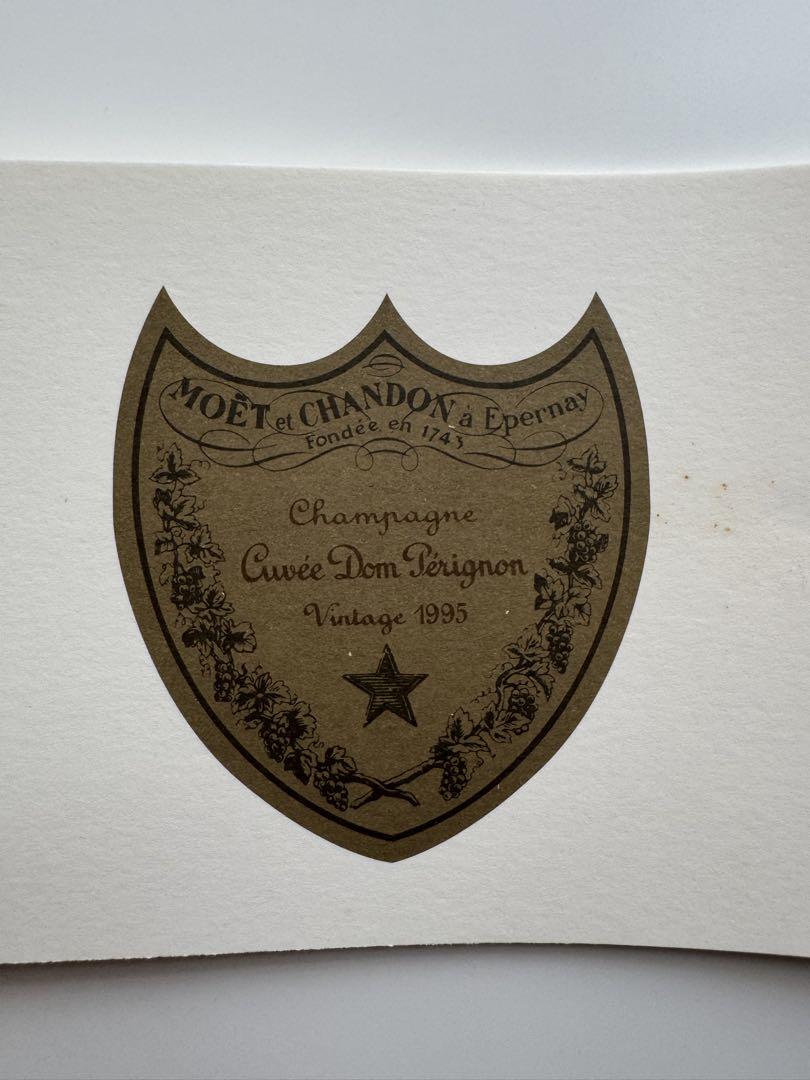 MOËT et CHANDON à Epernay
Fondée en 1743
Champagne
Cuvée Dom Pérignon
Vintage 1995